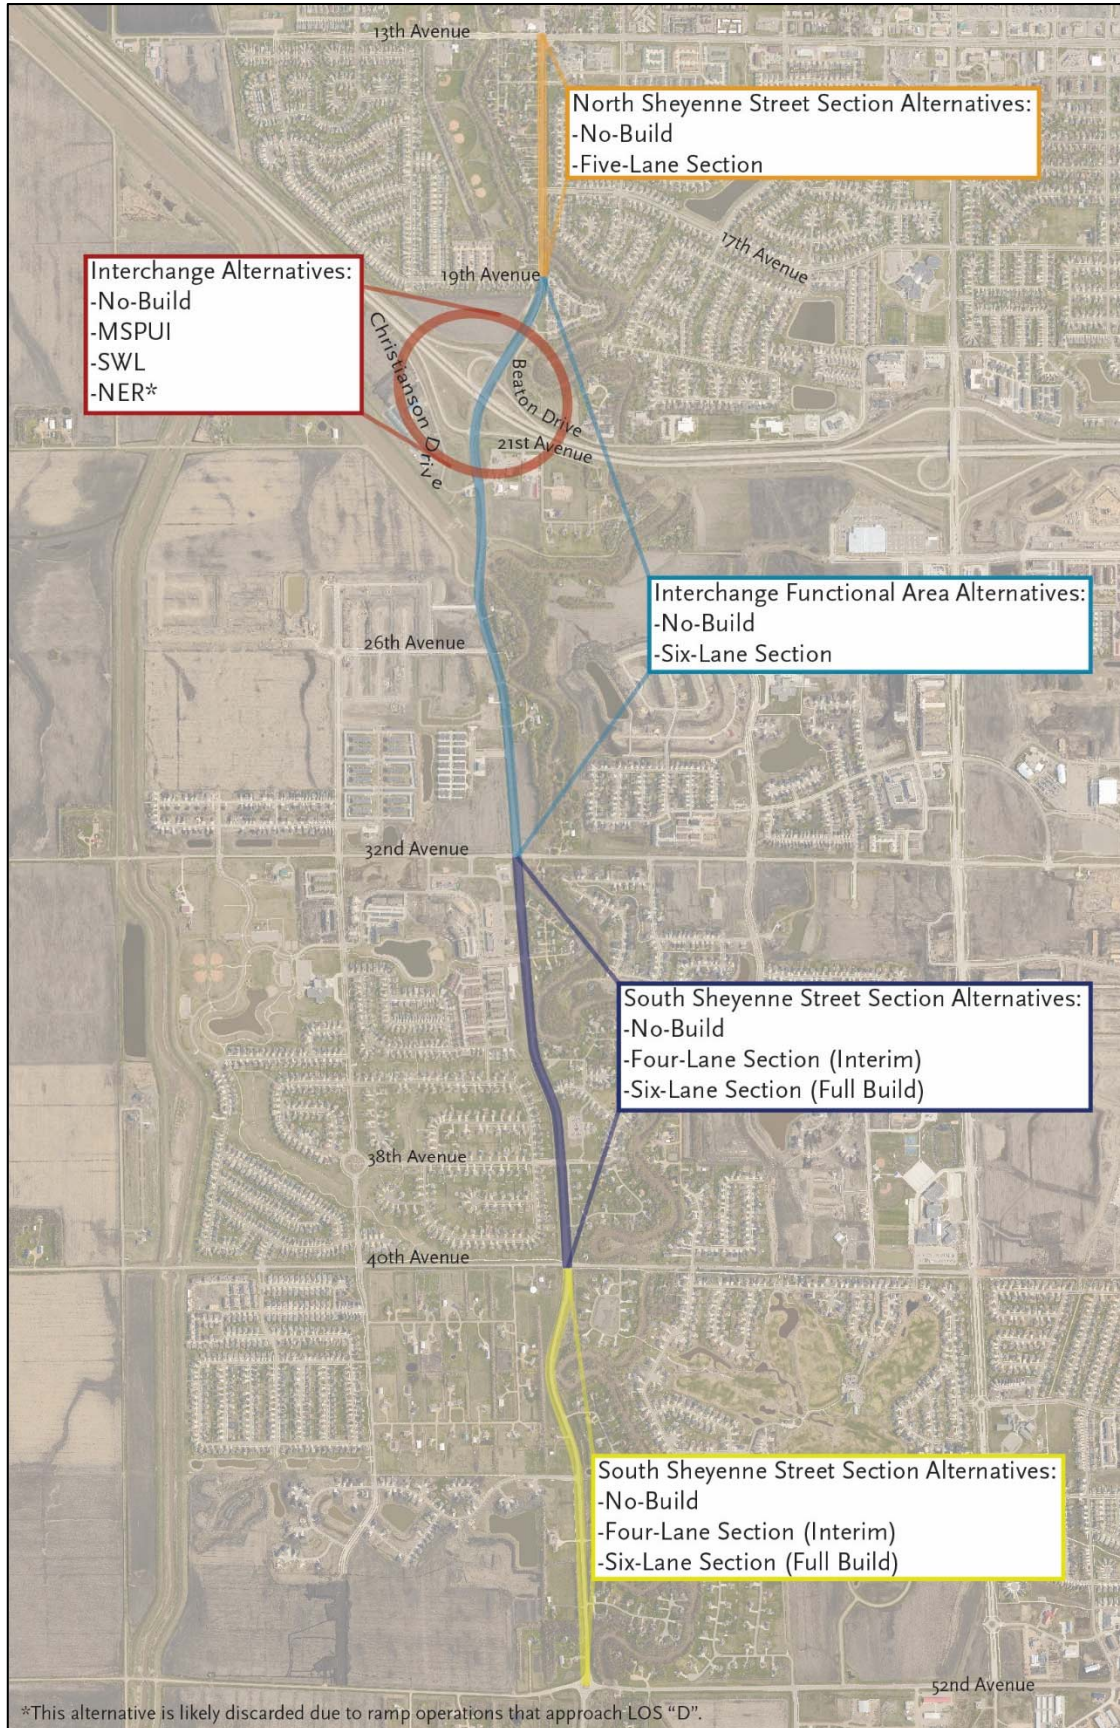 13th Avenue
North Sheyenne Street Section Alternatives:
-No-Build
-Five-Lane Section
17th Avenue
Interchange Alternatives:
-No-Build
-MSPUI
-SWL
-NER*
19th Avenue
Christianson Drive
Beaton Drive
21st Avenue
Interchange Functional Area Alternatives:
-No-Build
-Six-Lane Section
26th Avenue
32nd Avenue
South Sheyenne Street Section Alternatives:
-No-Build
-Four-Lane Section (Interim)
-Six-Lane Section (Full Build)
38th Avenue
40th Avenue
South Sheyenne Street Section Alternatives:
-No-Build
-Four-Lane Section (Interim)
-Six-Lane Section (Full Build)
52nd Avenue
*This alternative is likely discarded due to ramp operations that approach LOS “D”.